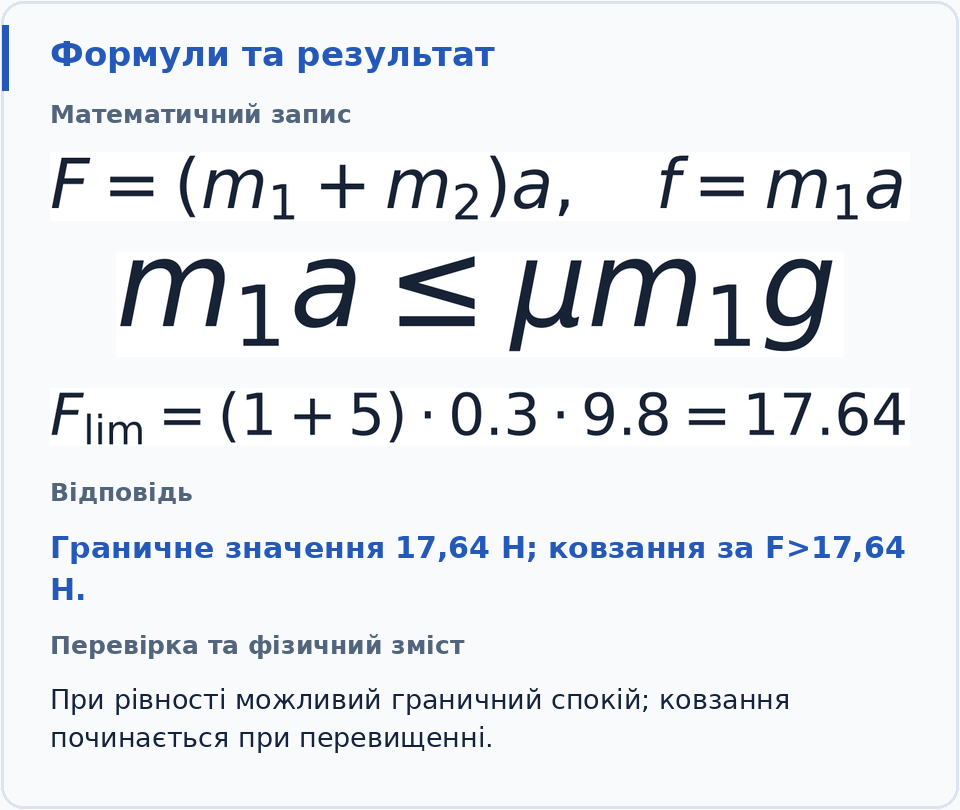 Формули та результат
Математичний запис
F = (m₁ + m₂)a,   f = m₁a
m₁a ≤ μm₁g
F_lim = (1 + 5) · 0.3 · 9.8 = 17.64
Відповідь
Граничне значення 17,64 Н; ковзання за F>17,64
Н.
Перевірка та фізичний зміст
При рівності можливий граничний спокій; ковзання
починається при перевищенні.